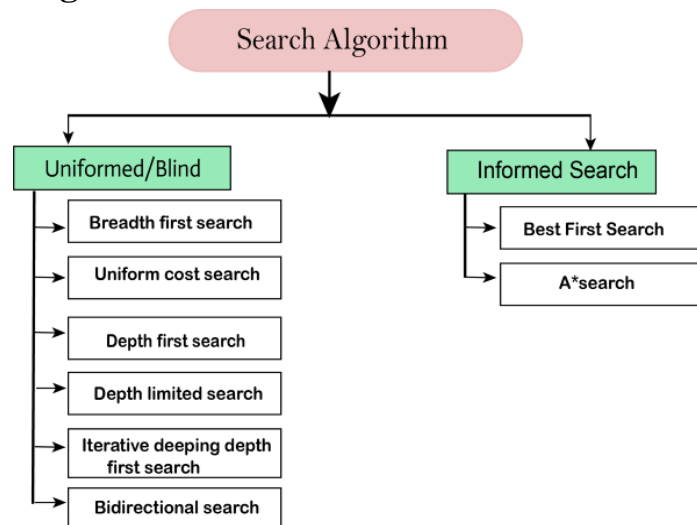 Search Algorithm
Uniformed/Blind
Breadth first search
Uniform cost search
Depth first search
Depth limited search
Iterative deeping depth
first search
Bidirectional search
Informed Search
Best First Search
A*search